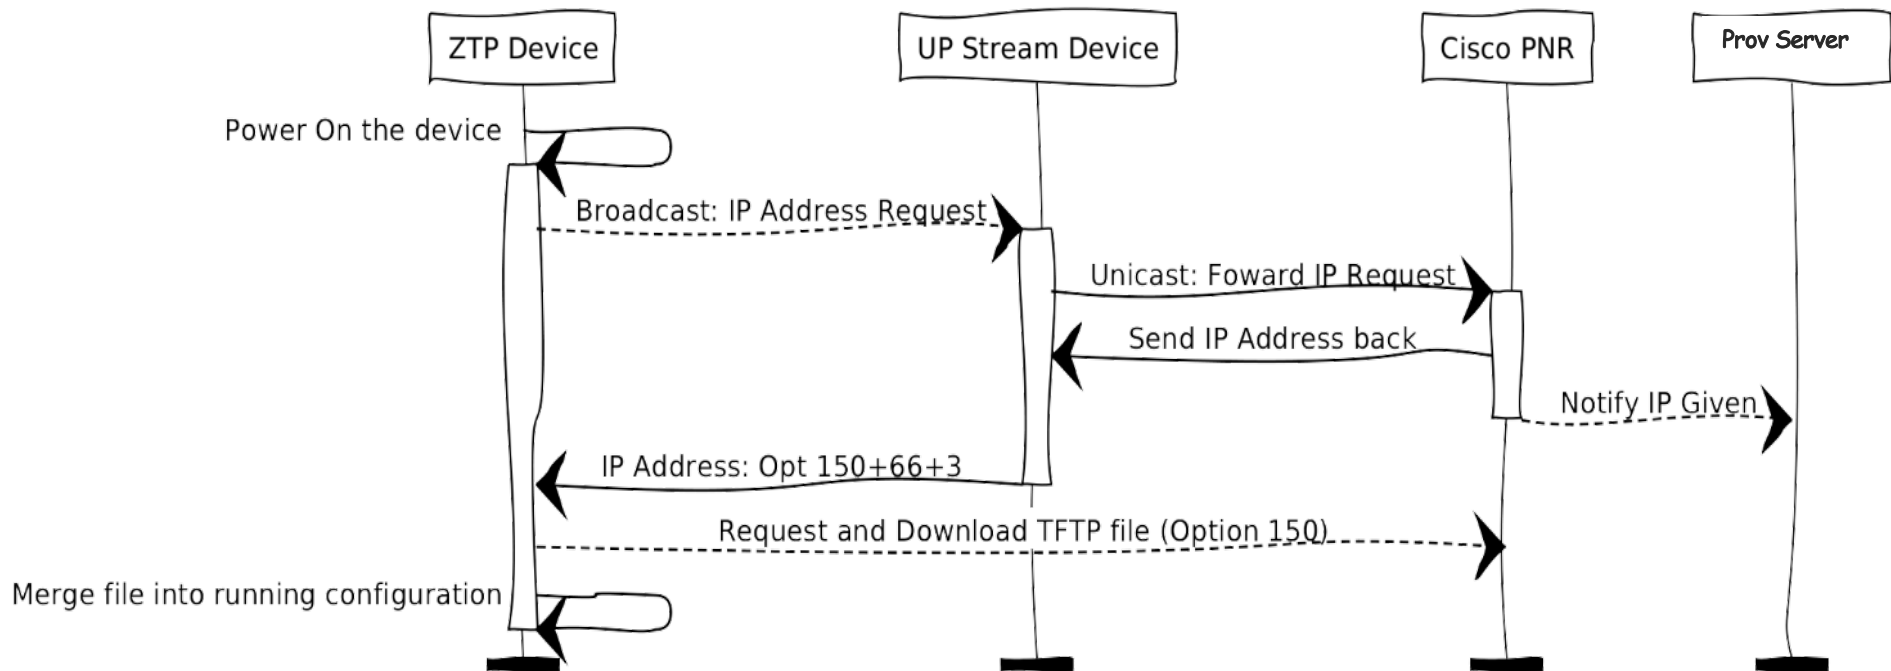 ZTP Device
UP Stream Device
Cisco PNR
Prov Server
Power On the device
Broadcast: IP Address Request
Unicast: Foward IP Request
Send IP Address back
Notify IP Given
IP Address: Opt 150+66+3
Request and Download TFTP file (Option 150)
Merge file into running configuration